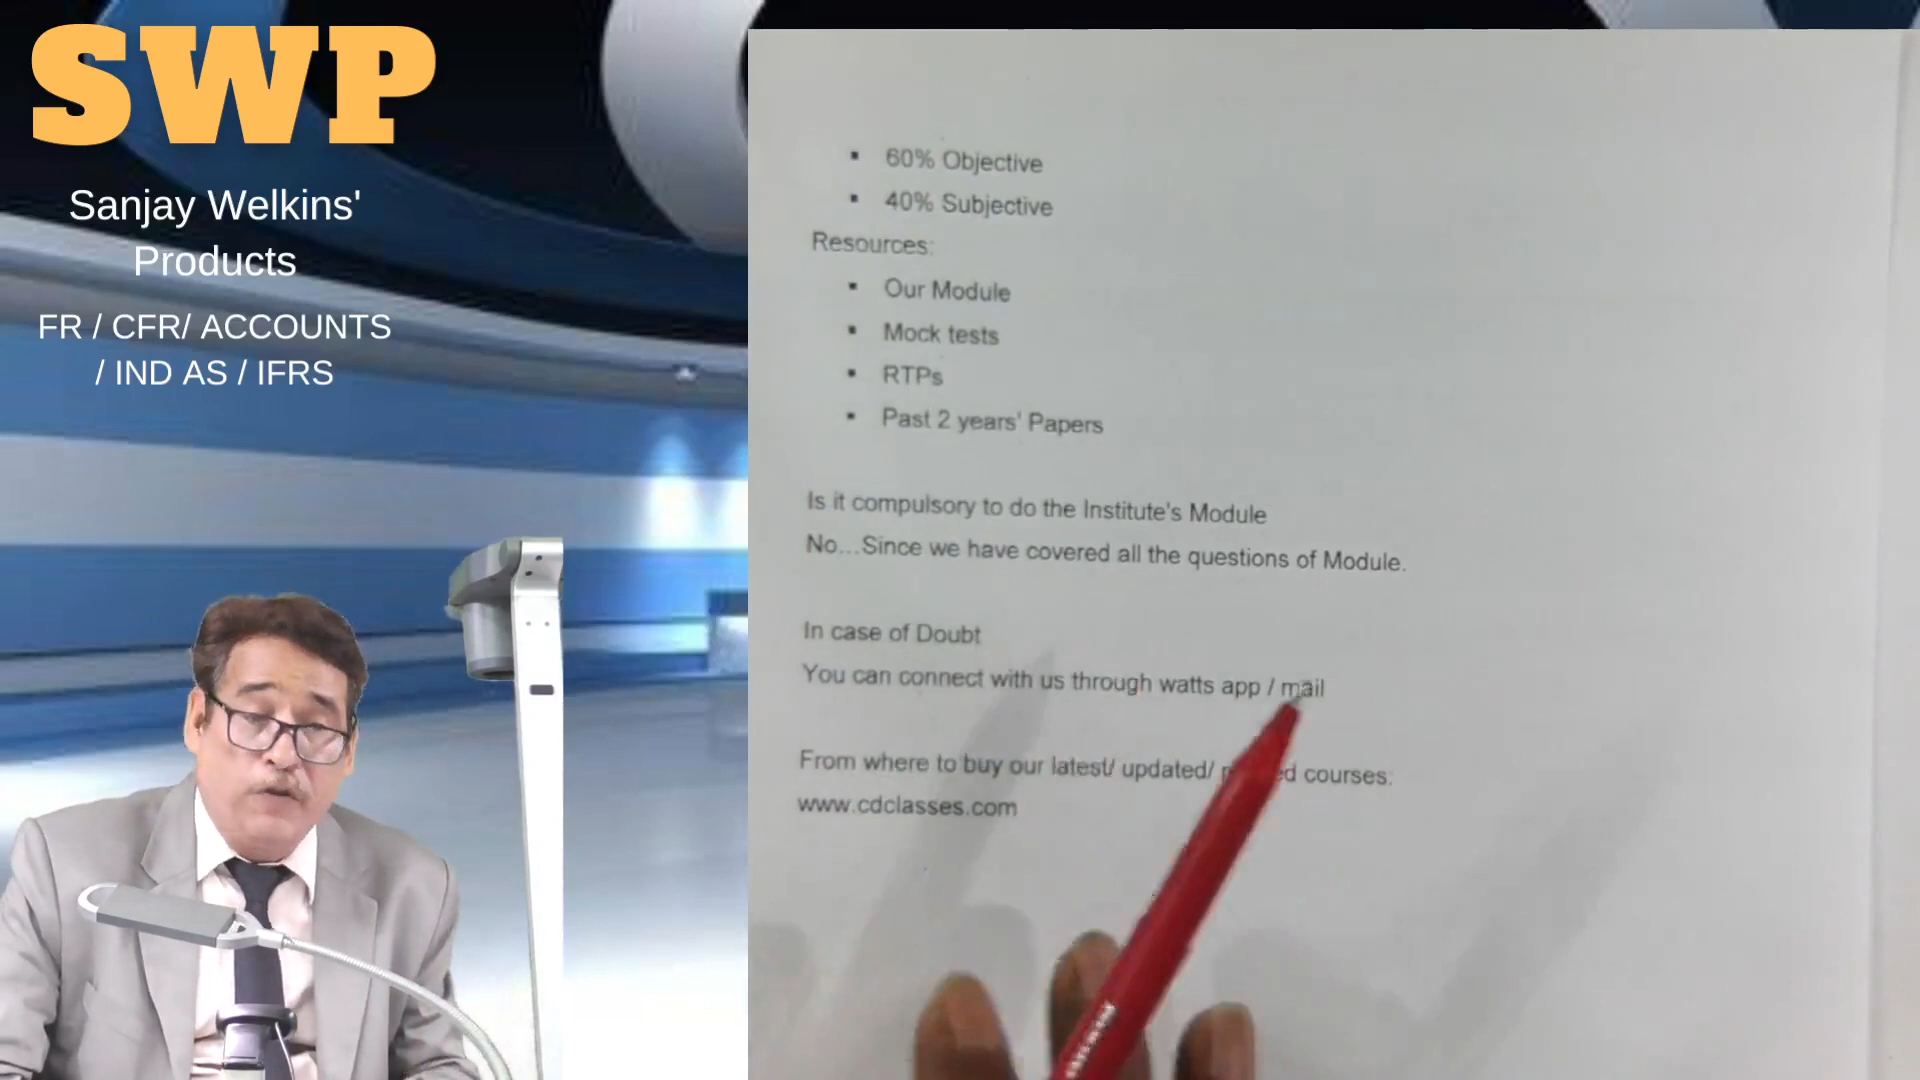 SWP
Sanjay Welkins'
Products
FR / CFR/ ACCOUNTS
/ IND AS / IFRS
▪ 60% Objective
▪ 40% Subjective
Resources:
▪ Our Module
▪ Mock tests
▪ RTPs
▪ Past 2 years' Papers
Is it compulsory to do the Institute's Module
No...Since we have covered all the questions of Module.
In case of Doubt
You can connect with us through watts app / mail
From where to buy our latest/ updated/ courses:
www.cdclasses.com